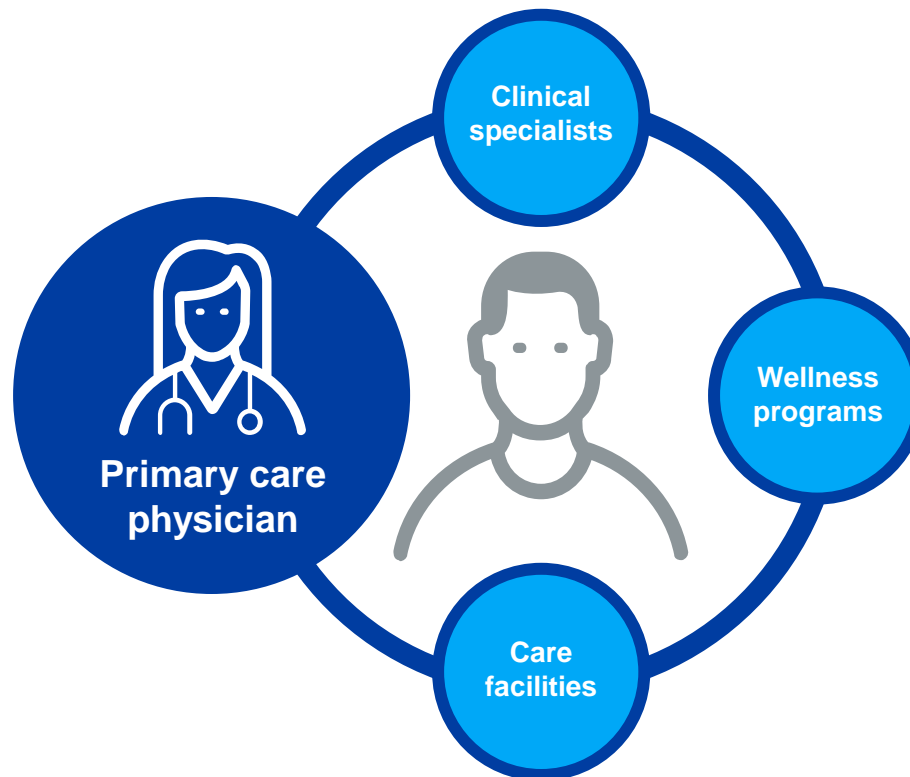 Clinical
specialists
Wellness
programs
Primary care
physician
Care
facilities